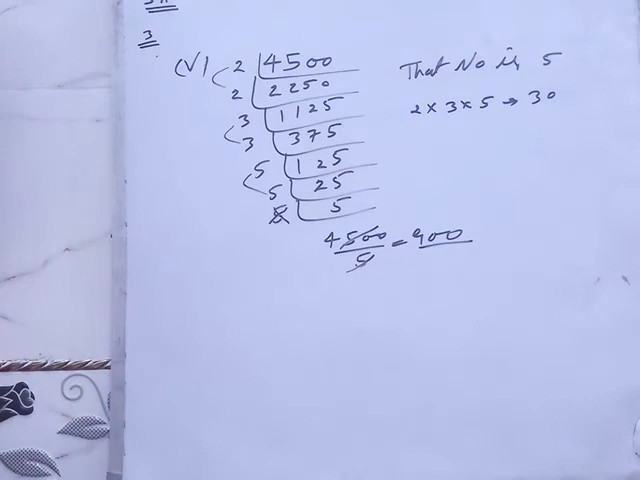 3
(V) 2 | 4500
2 | 2250
3 | 1125
3 | 375
5 | 125
5 | 25
5 | 5
4500/5 = 900
That No is 5
2 × 3 × 5 → 30